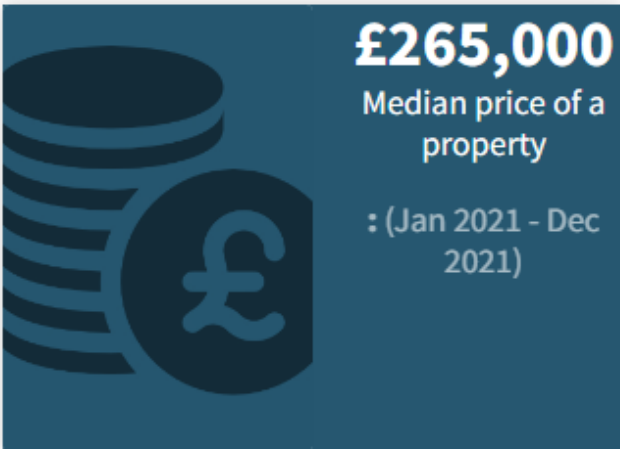 £265,000
Median price of a
property
: (Jan 2021 - Dec
2021)
£